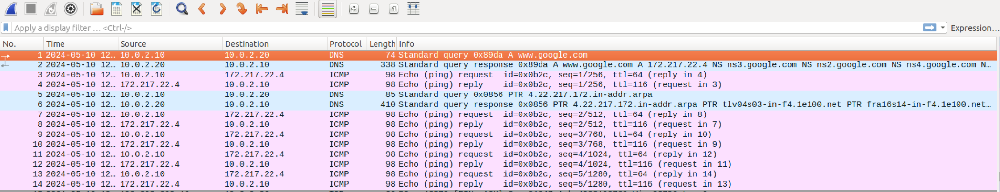 Apply a display filter … <Ctrl-/> Expression…
No. Time Source Destination Protocol Length Info
1 2024-05-10 12… 10.0.2.10 10.0.2.20 DNS 74 Standard query 0x89da A www.google.com
2 2024-05-10 12… 10.0.2.20 10.0.2.10 DNS 338 Standard query response 0x89da A www.google.com A 172.217.22.4 NS ns3.google.com NS ns2.google.com NS ns4.google.com N…
3 2024-05-10 12… 10.0.2.10 172.217.22.4 ICMP 98 Echo (ping) request id=0x0b2c, seq=1/256, ttl=64 (reply in 4)
4 2024-05-10 12… 172.217.22.4 10.0.2.10 ICMP 98 Echo (ping) reply id=0x0b2c, seq=1/256, ttl=116 (request in 3)
5 2024-05-10 12… 10.0.2.10 10.0.2.20 DNS 85 Standard query 0x0856 PTR 4.22.217.172.in-addr.arpa
6 2024-05-10 12… 10.0.2.20 10.0.2.10 DNS 410 Standard query response 0x0856 PTR 4.22.217.172.in-addr.arpa PTR tlv04s03-in-f4.1e100.net PTR fra16s14-in-f4.1e100.net…
7 2024-05-10 12… 10.0.2.10 172.217.22.4 ICMP 98 Echo (ping) request id=0x0b2c, seq=2/512, ttl=64 (reply in 8)
8 2024-05-10 12… 172.217.22.4 10.0.2.10 ICMP 98 Echo (ping) reply id=0x0b2c, seq=2/512, ttl=116 (request in 7)
9 2024-05-10 12… 10.0.2.10 172.217.22.4 ICMP 98 Echo (ping) request id=0x0b2c, seq=3/768, ttl=64 (reply in 10)
10 2024-05-10 12… 172.217.22.4 10.0.2.10 ICMP 98 Echo (ping) reply id=0x0b2c, seq=3/768, ttl=116 (request in 9)
11 2024-05-10 12… 10.0.2.10 172.217.22.4 ICMP 98 Echo (ping) request id=0x0b2c, seq=4/1024, ttl=64 (reply in 12)
12 2024-05-10 12… 172.217.22.4 10.0.2.10 ICMP 98 Echo (ping) reply id=0x0b2c, seq=4/1024, ttl=116 (request in 11)
13 2024-05-10 12… 10.0.2.10 172.217.22.4 ICMP 98 Echo (ping) request id=0x0b2c, seq=5/1280, ttl=64 (reply in 14)
14 2024-05-10 12… 172.217.22.4 10.0.2.10 ICMP 98 Echo (ping) reply id=0x0b2c, seq=5/1280, ttl=116 (request in 13)